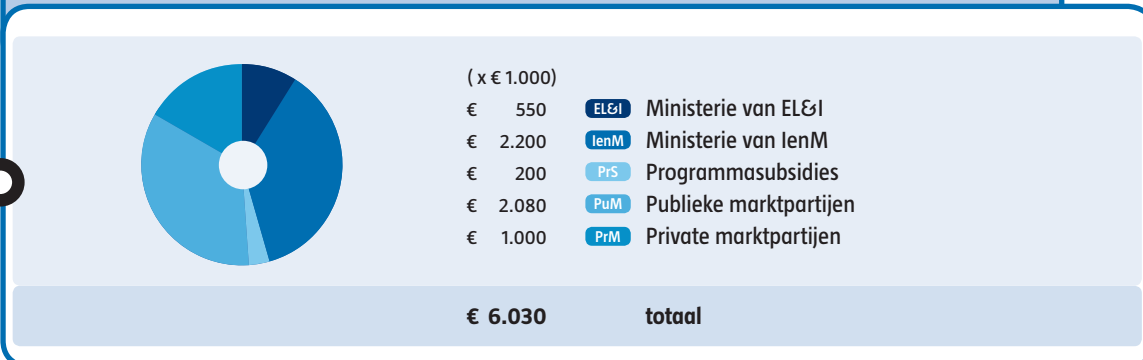 ( x € 1.000)
€ 550 EL&I Ministerie van EL&I
€ 2.200 IenM Ministerie van IenM
€ 200 PrS Programmasubsidies
€ 2.080 PuM Publieke marktpartijen
€ 1.000 PrM Private marktpartijen
€ 6.030 totaal